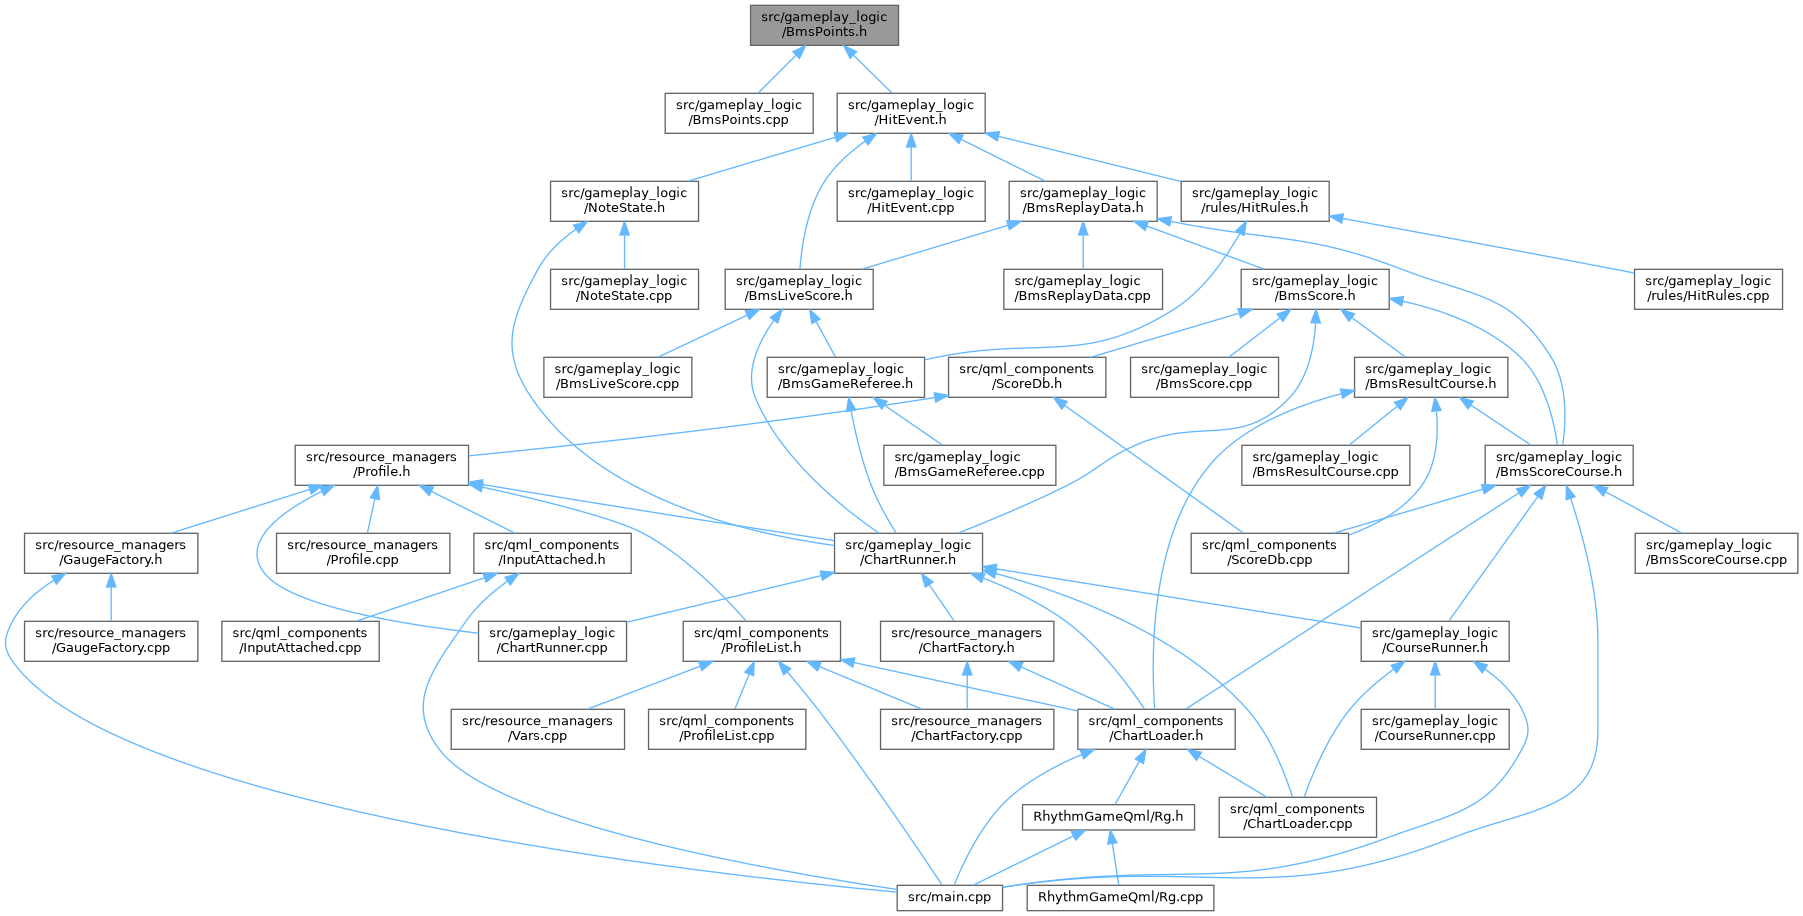 src/gameplay_logic
/BmsPoints.h
src/gameplay_logic
/BmsPoints.cpp
src/gameplay_logic
/HitEvent.h
src/gameplay_logic
/NoteState.h
src/gameplay_logic
/HitEvent.cpp
src/gameplay_logic
/BmsReplayData.h
src/gameplay_logic
/rules/HitRules.h
src/gameplay_logic
/NoteState.cpp
src/gameplay_logic
/BmsLiveScore.h
src/gameplay_logic
/BmsReplayData.cpp
src/gameplay_logic
/BmsScore.h
src/gameplay_logic
/rules/HitRules.cpp
src/gameplay_logic
/BmsLiveScore.cpp
src/gameplay_logic
/BmsGameReferee.h
src/qml_components
/ScoreDb.h
src/gameplay_logic
/BmsScore.cpp
src/gameplay_logic
/BmsResultCourse.h
src/resource_managers
/Profile.h
src/gameplay_logic
/BmsGameReferee.cpp
src/gameplay_logic
/BmsResultCourse.cpp
src/gameplay_logic
/BmsScoreCourse.h
src/resource_managers
/GaugeFactory.h
src/resource_managers
/Profile.cpp
src/qml_components
/InputAttached.h
src/gameplay_logic
/ChartRunner.h
src/qml_components
/ScoreDb.cpp
src/gameplay_logic
/BmsScoreCourse.cpp
src/resource_managers
/GaugeFactory.cpp
src/qml_components
/InputAttached.cpp
src/gameplay_logic
/ChartRunner.cpp
src/qml_components
/ProfileList.h
src/resource_managers
/ChartFactory.h
src/gameplay_logic
/CourseRunner.h
src/resource_managers
/Vars.cpp
src/qml_components
/ProfileList.cpp
src/resource_managers
/ChartFactory.cpp
src/qml_components
/ChartLoader.h
src/gameplay_logic
/CourseRunner.cpp
RhythmGameQml/Rg.h
src/qml_components
/ChartLoader.cpp
src/main.cpp
RhythmGameQml/Rg.cpp